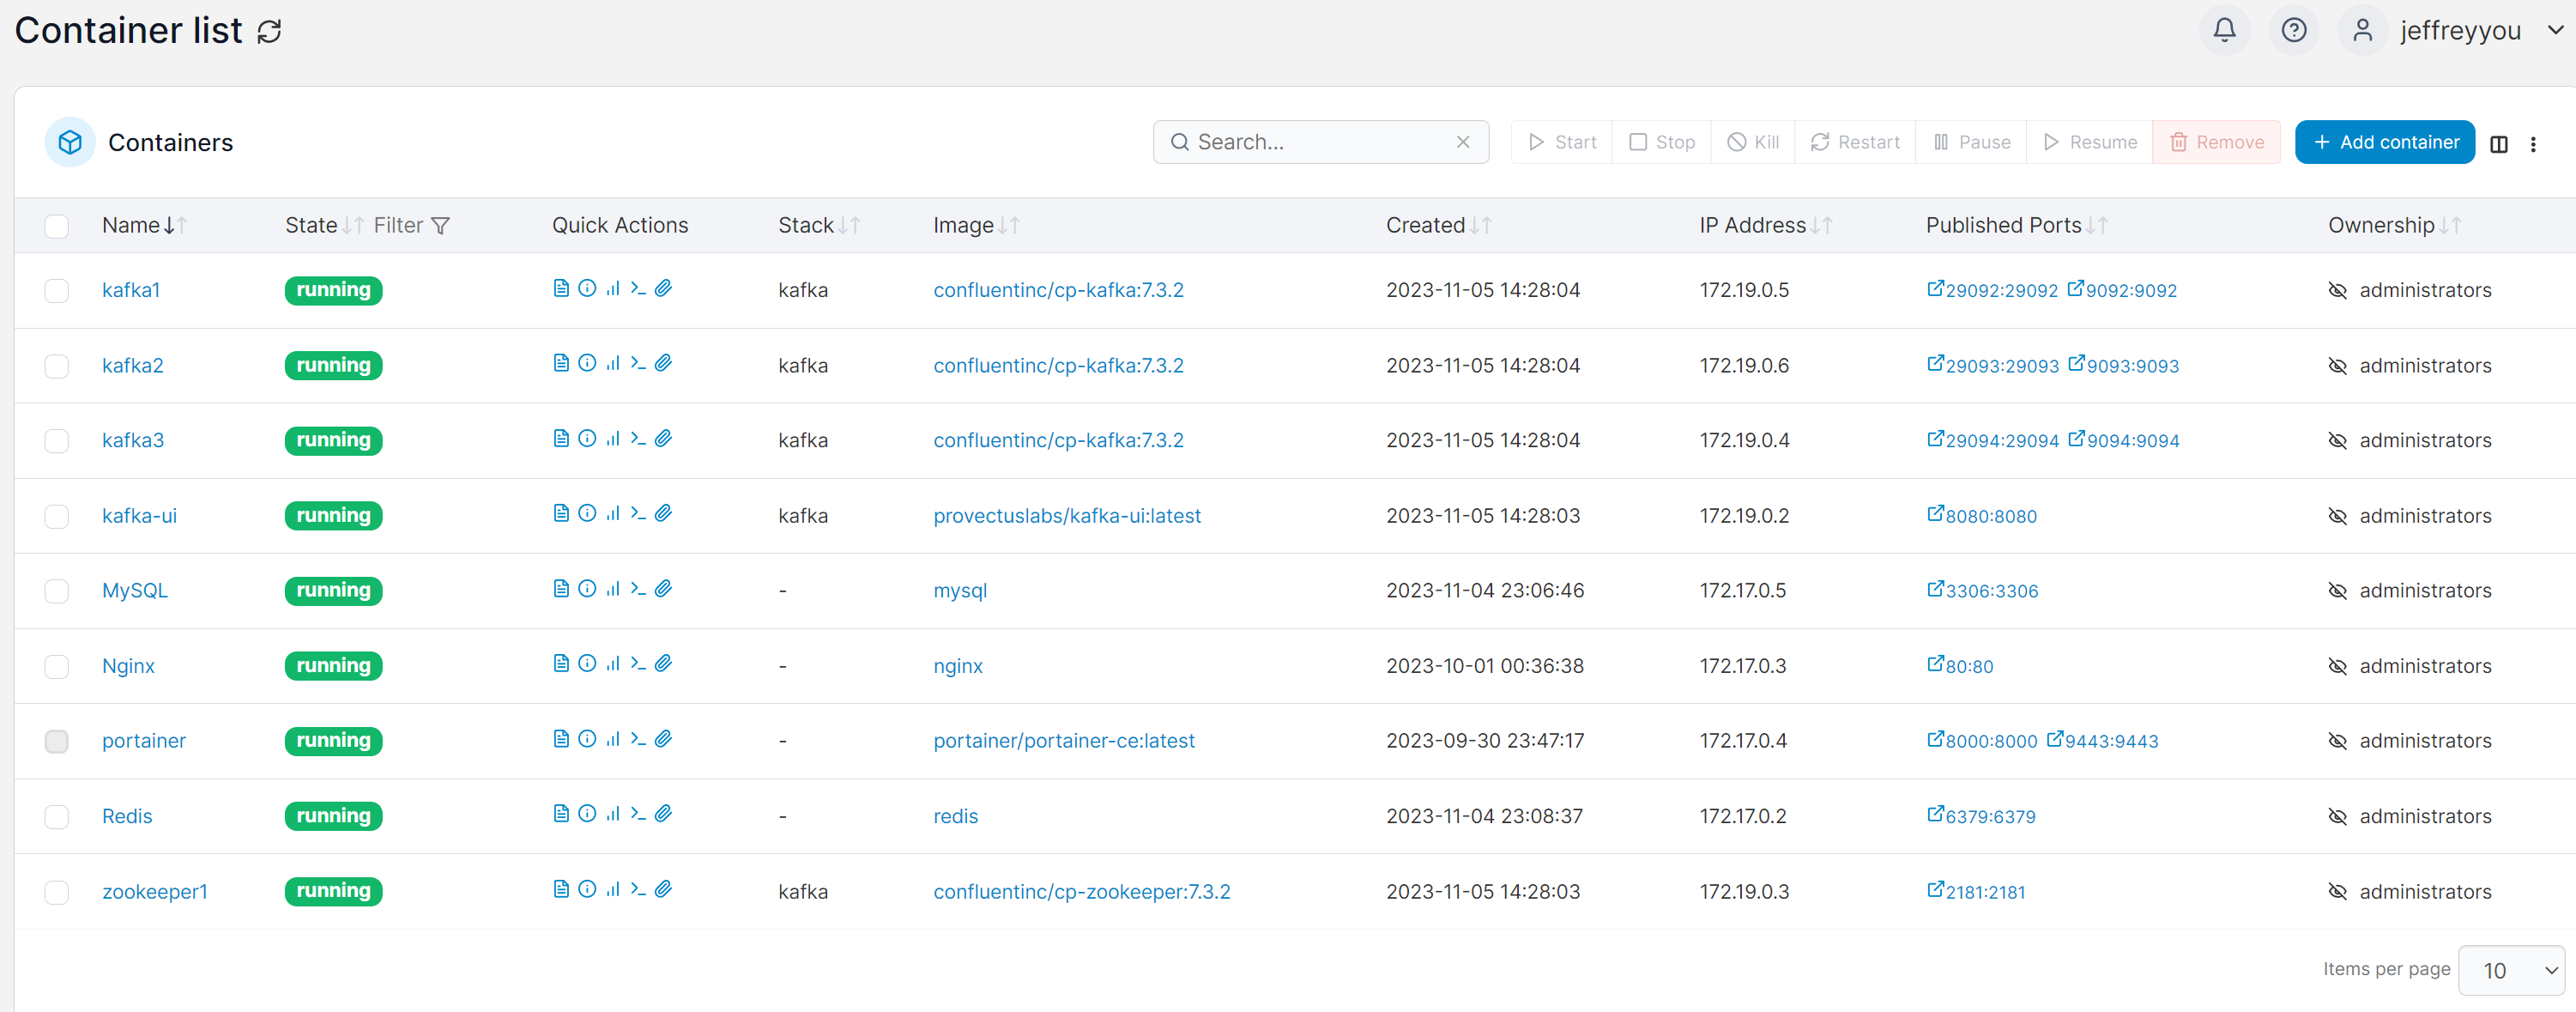 Container list jeffreyyou
Containers Search... Start Stop Kill Restart Pause Resume Remove Add container
Name State Filter Quick Actions Stack Image Created IP Address Published Ports Ownership
kafka1 running kafka confluentinc/cp-kafka:7.3.2 2023-11-05 14:28:04 172.19.0.5 29092:29092 9092:9092 administrators
kafka2 running kafka confluentinc/cp-kafka:7.3.2 2023-11-05 14:28:04 172.19.0.6 29093:29093 9093:9093 administrators
kafka3 running kafka confluentinc/cp-kafka:7.3.2 2023-11-05 14:28:04 172.19.0.4 29094:29094 9094:9094 administrators
kafka-ui running kafka provectuslabs/kafka-ui:latest 2023-11-05 14:28:03 172.19.0.2 8080:8080 administrators
MySQL running - mysql 2023-11-04 23:06:46 172.17.0.5 3306:3306 administrators
Nginx running - nginx 2023-10-01 00:36:38 172.17.0.3 80:80 administrators
portainer running - portainer/portainer-ce:latest 2023-09-30 23:47:17 172.17.0.4 8000:8000 9443:9443 administrators
Redis running - redis 2023-11-04 23:08:37 172.17.0.2 6379:6379 administrators
zookeeper1 running kafka confluentinc/cp-zookeeper:7.3.2 2023-11-05 14:28:03 172.19.0.3 2181:2181 administrators
Items per page 10